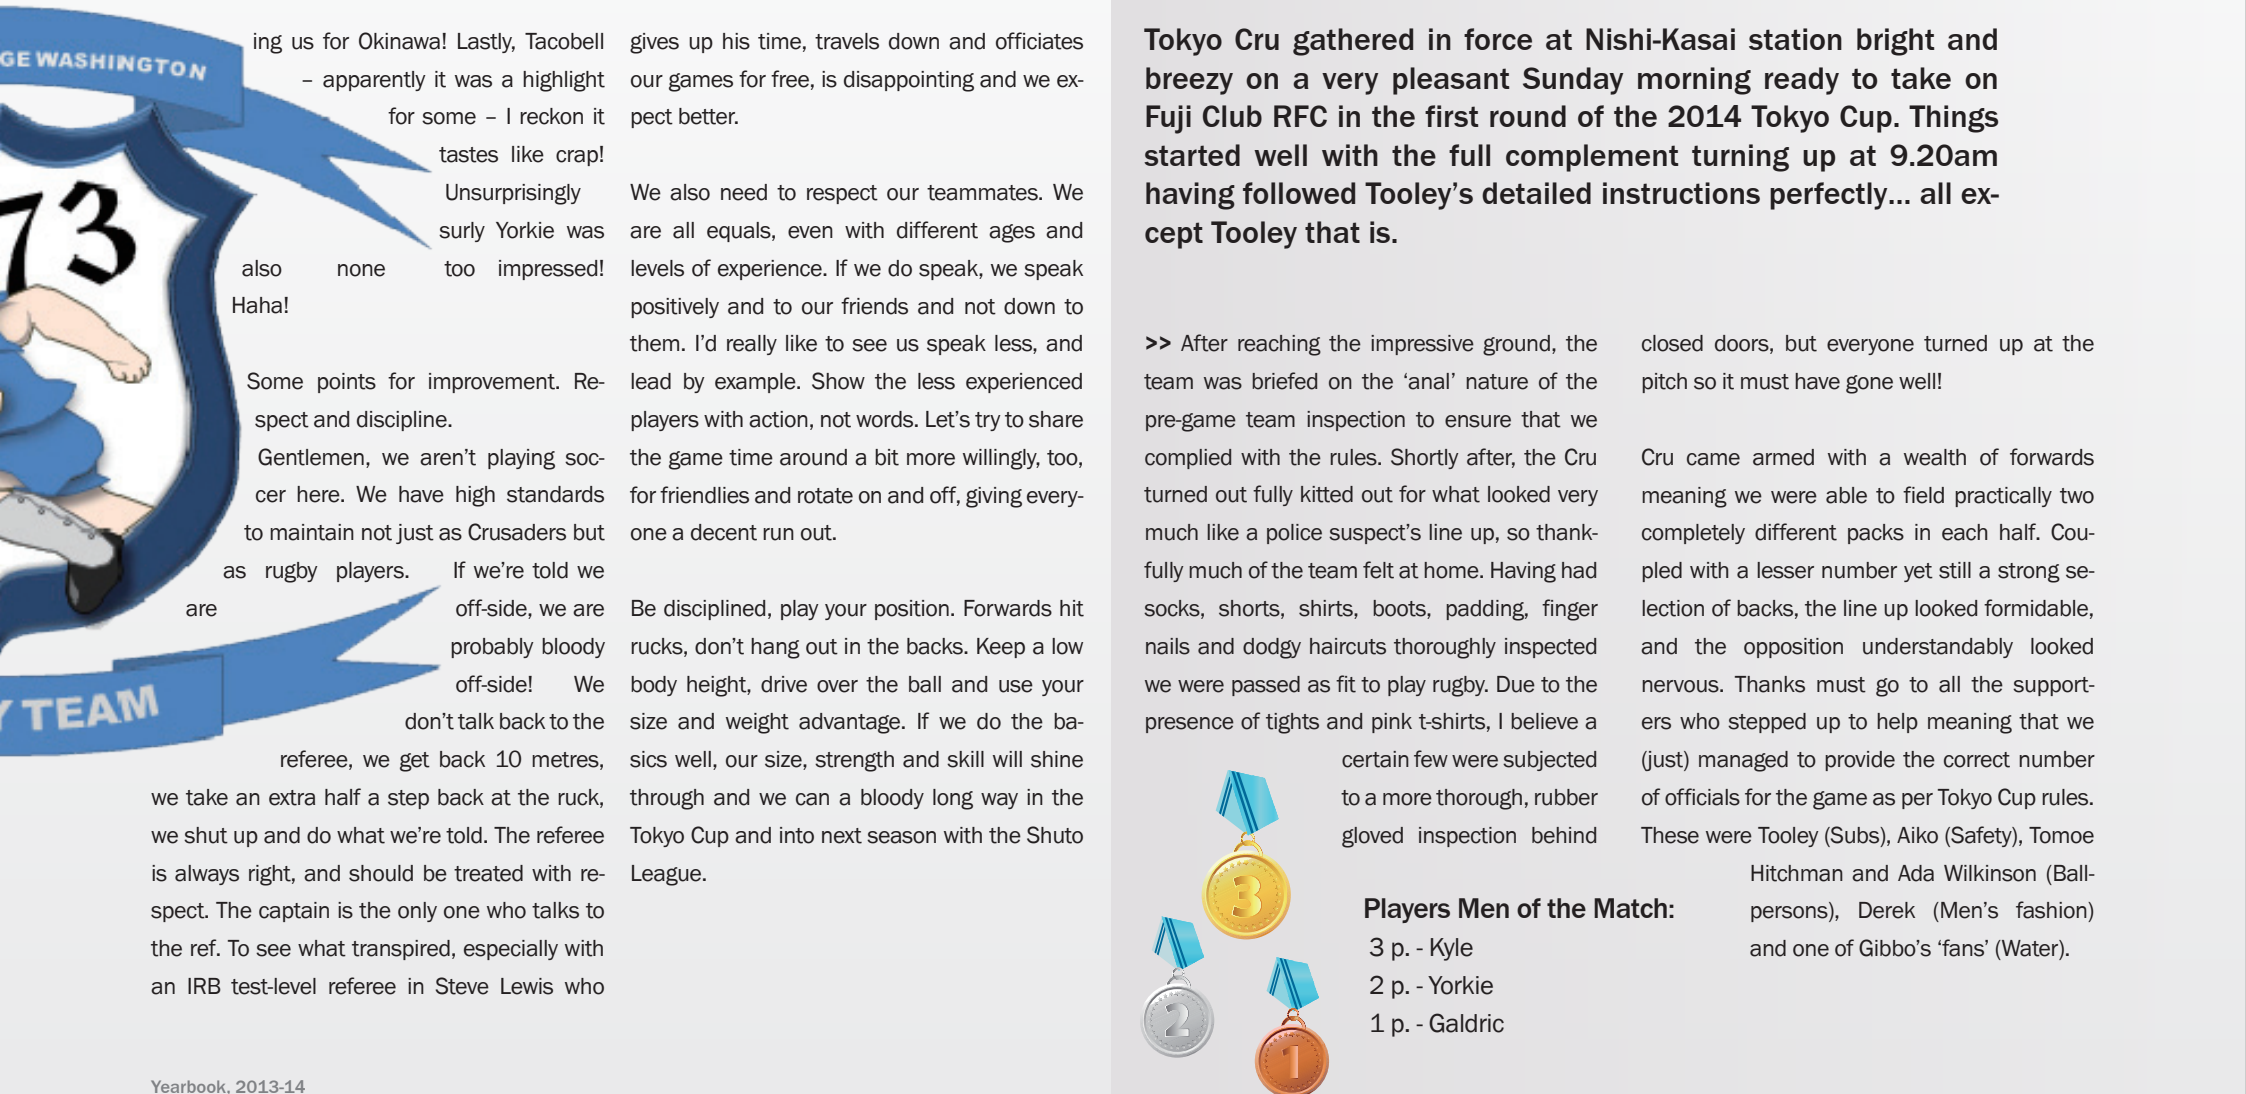 GE WASHINGTON
73
Y TEAM
ing us for Okinawa! Lastly, Tacobell
– apparently it was a highlight
for some – I reckon it
tastes like crap!
Unsurprisingly
surly Yorkie was
also none too impressed!
Haha!
Some points for improvement. Re-
spect and discipline.
Gentlemen, we aren’t playing soc-
cer here. We have high standards
to maintain not just as Crusaders but
as rugby players. If we’re told we
are off-side, we are
probably bloody
off-side! We
don’t talk back to the
referee, we get back 10 metres,
we take an extra half a step back at the ruck,
we shut up and do what we’re told. The referee
is always right, and should be treated with re-
spect. The captain is the only one who talks to
the ref. To see what transpired, especially with
an IRB test-level referee in Steve Lewis who
gives up his time, travels down and officiates
our games for free, is disappointing and we ex-
pect better.
We also need to respect our teammates. We
are all equals, even with different ages and
levels of experience. If we do speak, we speak
positively and to our friends and not down to
them. I’d really like to see us speak less, and
lead by example. Show the less experienced
players with action, not words. Let’s try to share
the game time around a bit more willingly, too,
for friendlies and rotate on and off, giving every-
one a decent run out.
Be disciplined, play your position. Forwards hit
rucks, don’t hang out in the backs. Keep a low
body height, drive over the ball and use your
size and weight advantage. If we do the ba-
sics well, our size, strength and skill will shine
through and we can a bloody long way in the
Tokyo Cup and into next season with the Shuto
League.
Yearbook, 2013-14
Tokyo Cru gathered in force at Nishi-Kasai station bright and
breezy on a very pleasant Sunday morning ready to take on
Fuji Club RFC in the first round of the 2014 Tokyo Cup. Things
started well with the full complement turning up at 9.20am
having followed Tooley’s detailed instructions perfectly... all ex-
cept Tooley that is.
>> After reaching the impressive ground, the
team was briefed on the ‘anal’ nature of the
pre-game team inspection to ensure that we
complied with the rules. Shortly after, the Cru
turned out fully kitted out for what looked very
much like a police suspect’s line up, so thank-
fully much of the team felt at home. Having had
socks, shorts, shirts, boots, padding, finger
nails and dodgy haircuts thoroughly inspected
we were passed as fit to play rugby. Due to the
presence of tights and pink t-shirts, I believe a
certain few were subjected
to a more thorough, rubber
gloved inspection behind
closed doors, but everyone turned up at the
pitch so it must have gone well!
Cru came armed with a wealth of forwards
meaning we were able to field practically two
completely different packs in each half. Cou-
pled with a lesser number yet still a strong se-
lection of backs, the line up looked formidable,
and the opposition understandably looked
nervous. Thanks must go to all the support-
ers who stepped up to help meaning that we
(just) managed to provide the correct number
of officials for the game as per Tokyo Cup rules.
These were Tooley (Subs), Aiko (Safety), Tomoe
Hitchman and Ada Wilkinson (Ball-
persons), Derek (Men’s fashion)
and one of Gibbo’s ‘fans’ (Water).
3
2
1
Players Men of the Match:
3 p. - Kyle
2 p. - Yorkie
1 p. - Galdric